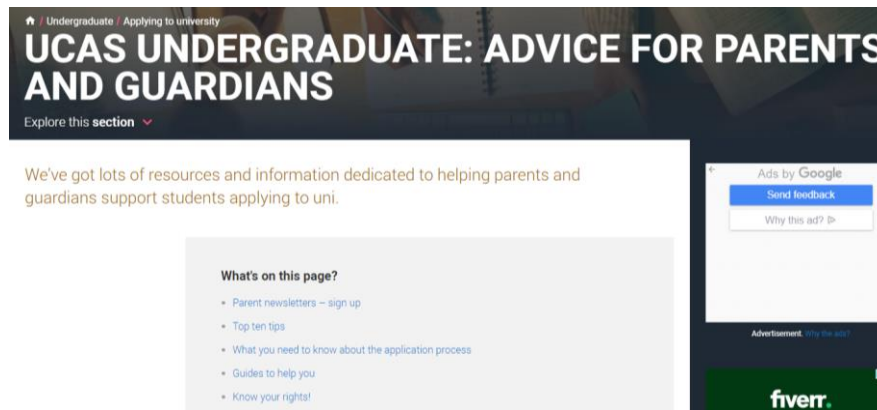 / Undergraduate / Applying to university
UCAS UNDERGRADUATE: ADVICE FOR PARENTS
AND GUARDIANS
Explore this section
We've got lots of resources and information dedicated to helping parents and
guardians support students applying to uni.
What's on this page?
Parent newsletters – sign up
Top ten tips
What you need to know about the application process
Guides to help you
Know your rights!
Ads by Google
Send feedback
Why this ad?
Advertisement. Why the ads?
fiverr.